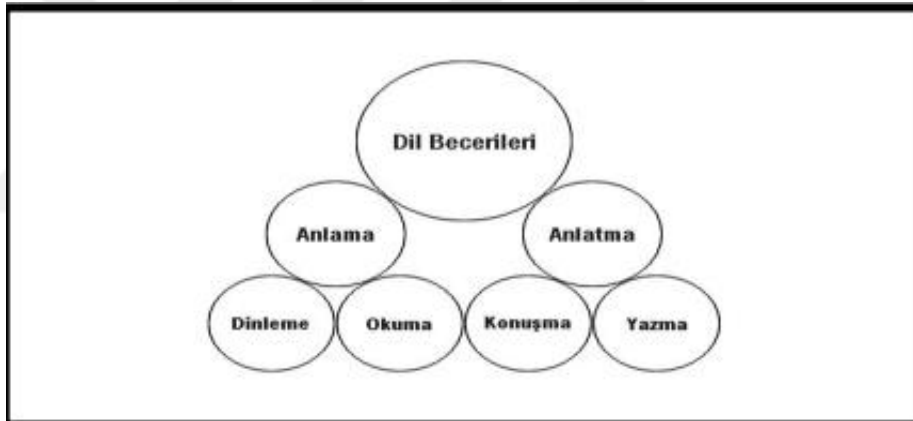 Dil Becerileri
Anlama
Anlatma
Dinleme
Okuma
Konuşma
Yazma